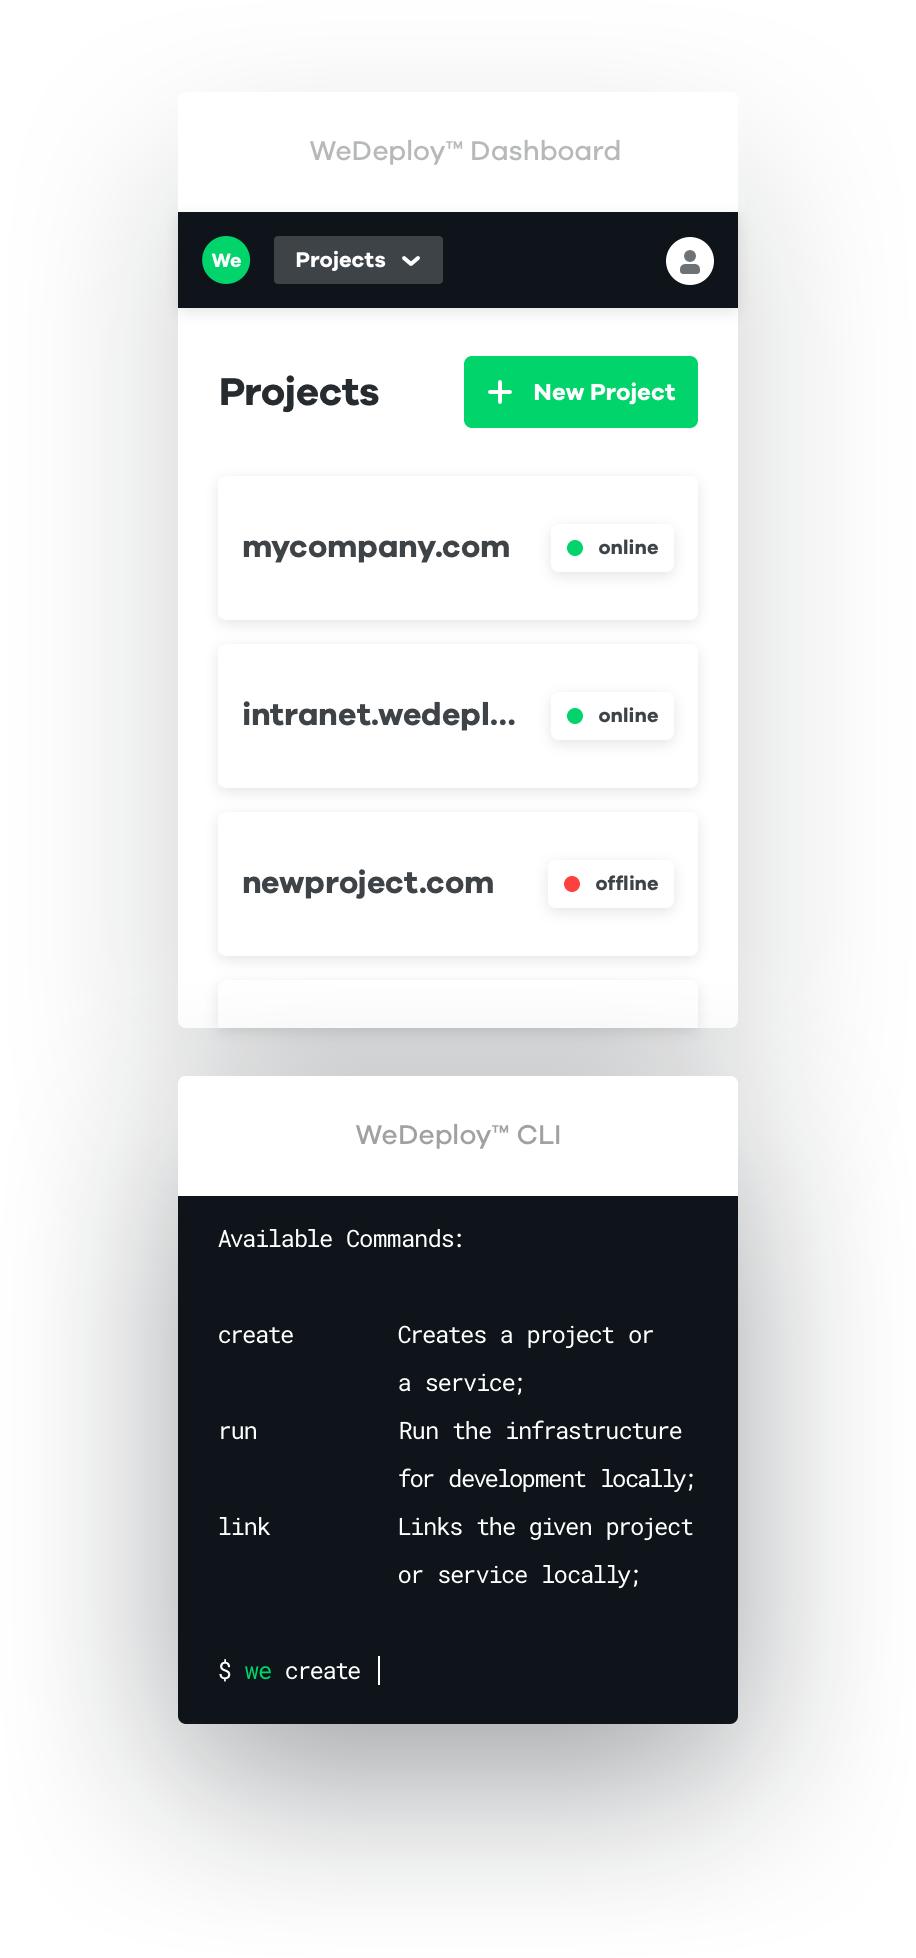 WeDeploy™ Dashboard
We Projects
Projects + New Project
mycompany.com online
intranet.wedepl... online
newproject.com offline
WeDeploy™ CLI
Available Commands:
create Creates a project or
a service;
run Run the infrastructure
for development locally;
link Links the given project
or service locally;
$ we create